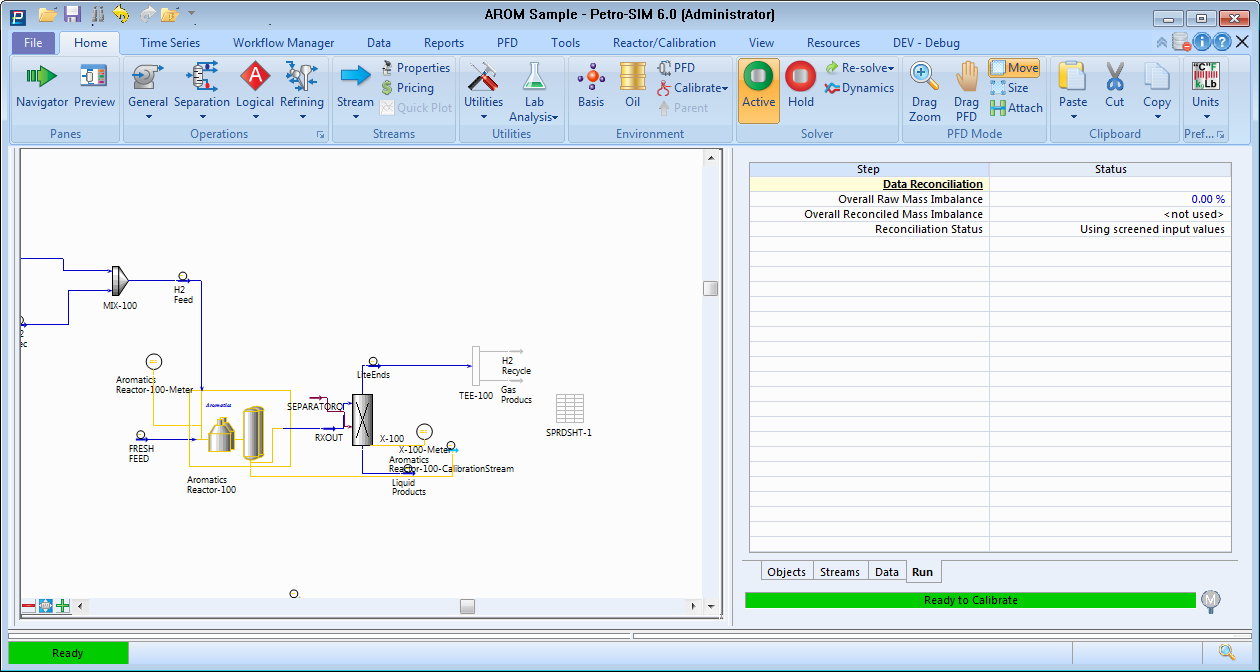 AROM Sample - Petro-SIM 6.0 (Administrator)
File Home Time Series Workflow Manager Data Reports PFD Tools Reactor/Calibration View Resources DEV - Debug
Navigator Preview
Panes
General Separation Logical Refining
Operations
Stream
Properties
Pricing
Quick Plot
Streams
Utilities
Lab
Analysis
Utilities
Basis Oil
PFD
Calibrate
Parent
Environment
Active Hold
Re-solve
Dynamics
Solver
Drag
Zoom
Drag
PFD
Move
Size
Attach
PFD Mode
Paste Cut Copy
Clipboard
°C °F
Lb
Units
Pref...
MIX-100
H2
Feed
2
ec
Aromatics
Reactor-100-Meter
Aromatics
FRESH
FEED
Aromatics
Reactor-100
SEPARATORO
RXOUT
LiteEnds
X-100
X-100-Meter
Aromatics
Reactor-100-CalibrationStream
Liquid
Products
TEE-100
H2
Recycle
Gas
Producs
SPRDSHT-1
Step Status
Data Reconciliation
Overall Raw Mass Imbalance 0.00 %
Overall Reconciled Mass Imbalance <not used>
Reconciliation Status Using screened input values
Objects Streams Data Run
Ready to Calibrate M
Ready